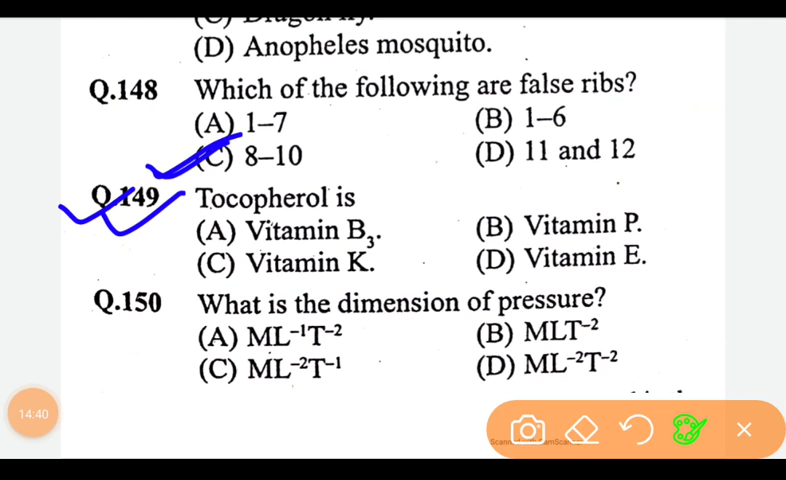 (C) Dragon fly.
(D) Anopheles mosquito.
Q.148 Which of the following are false ribs?
(A) 1–7 (B) 1–6
(C) 8–10 (D) 11 and 12
Q.149 Tocopherol is
(A) Vitamin B₃. (B) Vitamin P.
(C) Vitamin K. (D) Vitamin E.
Q.150 What is the dimension of pressure?
(A) ML⁻¹T⁻² (B) MLT⁻²
(C) ML⁻²T⁻¹ (D) ML⁻²T⁻²
14:40